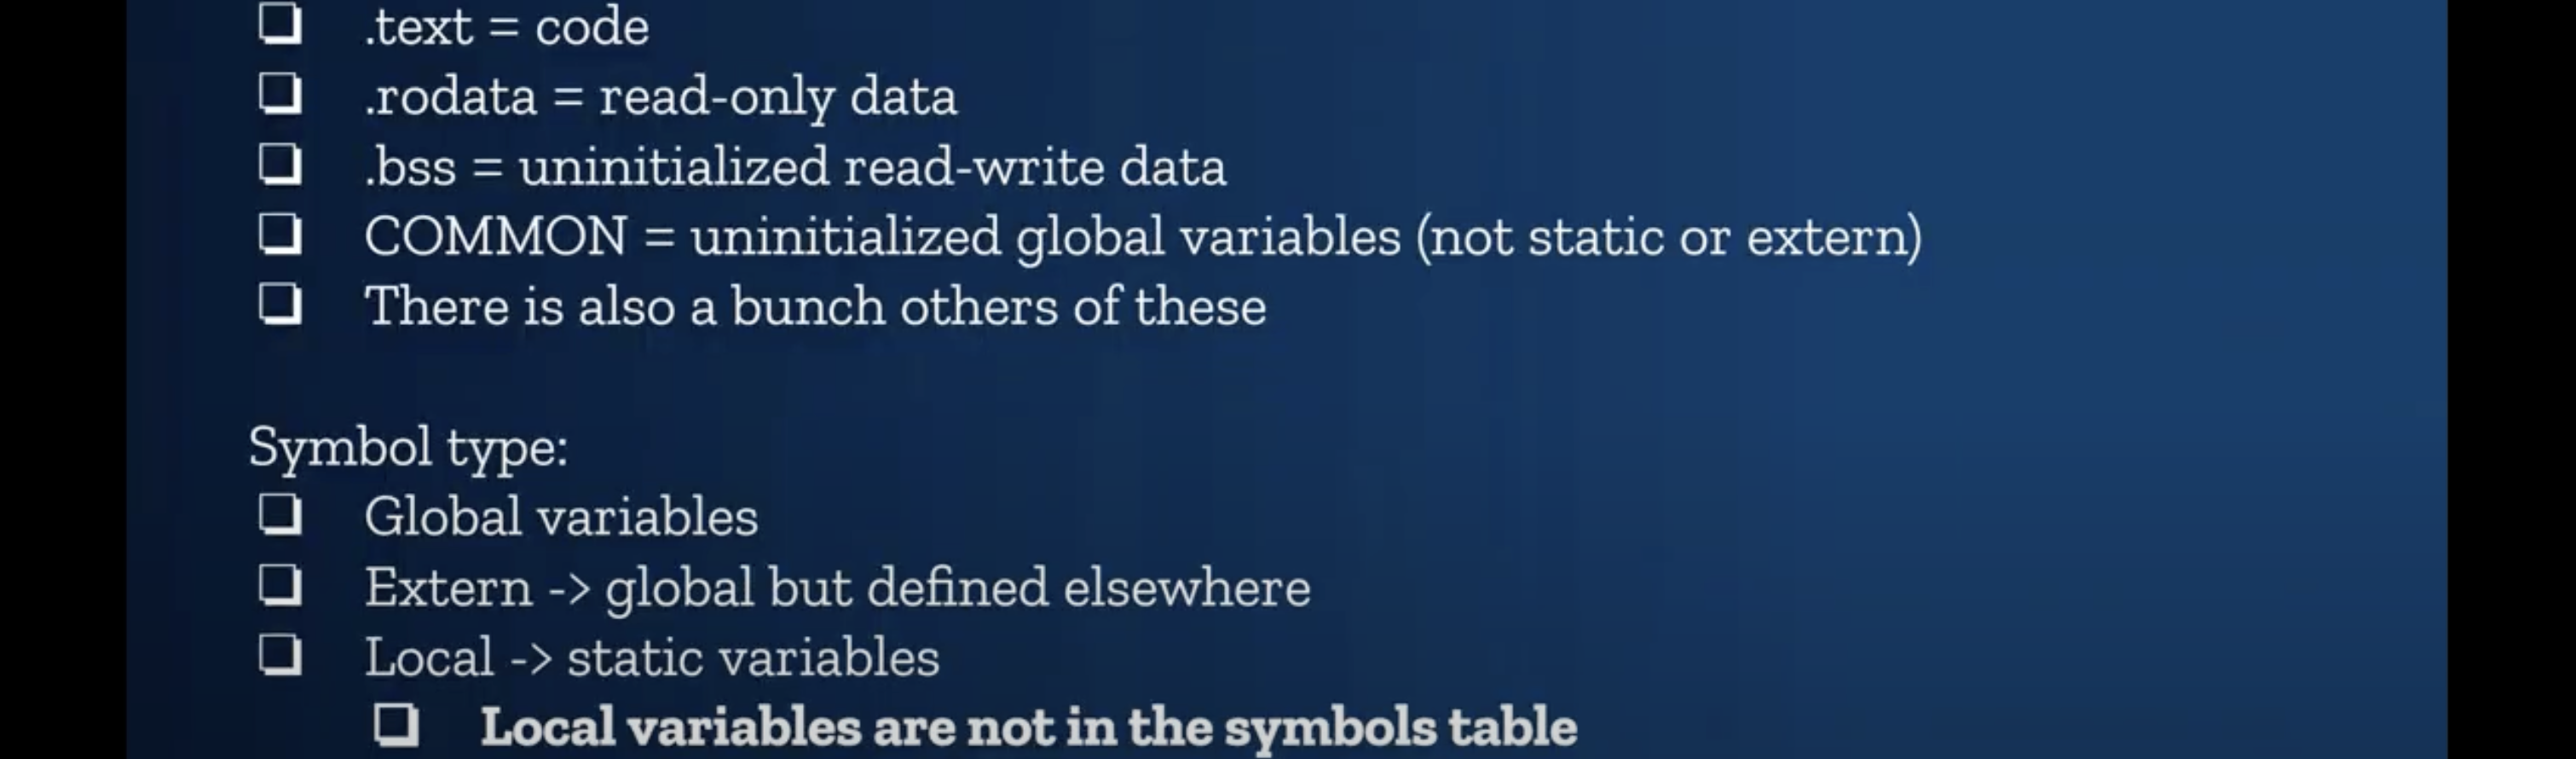 .text = code
.rodata = read-only data
.bss = uninitialized read-write data
COMMON = uninitialized global variables (not static or extern)
There is also a bunch others of these
Symbol type:
Global variables
Extern -> global but defined elsewhere
Local -> static variables
Local variables are not in the symbols table